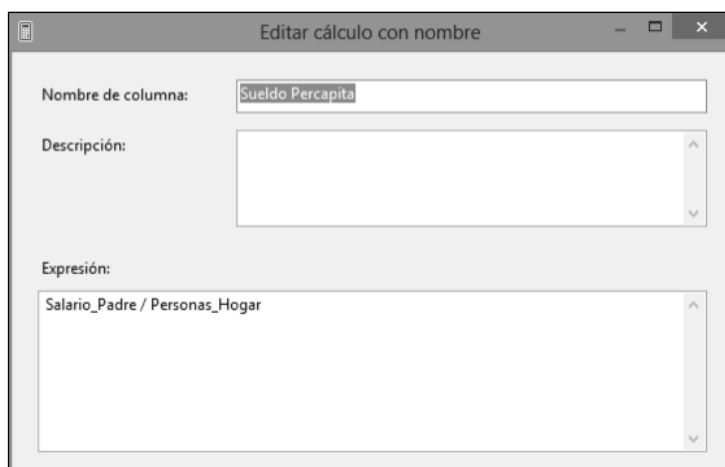 Editar cálculo con nombre
Nombre de columna: Sueldo Percapita
Descripción:
Expresión:
Salario_Padre / Personas_Hogar